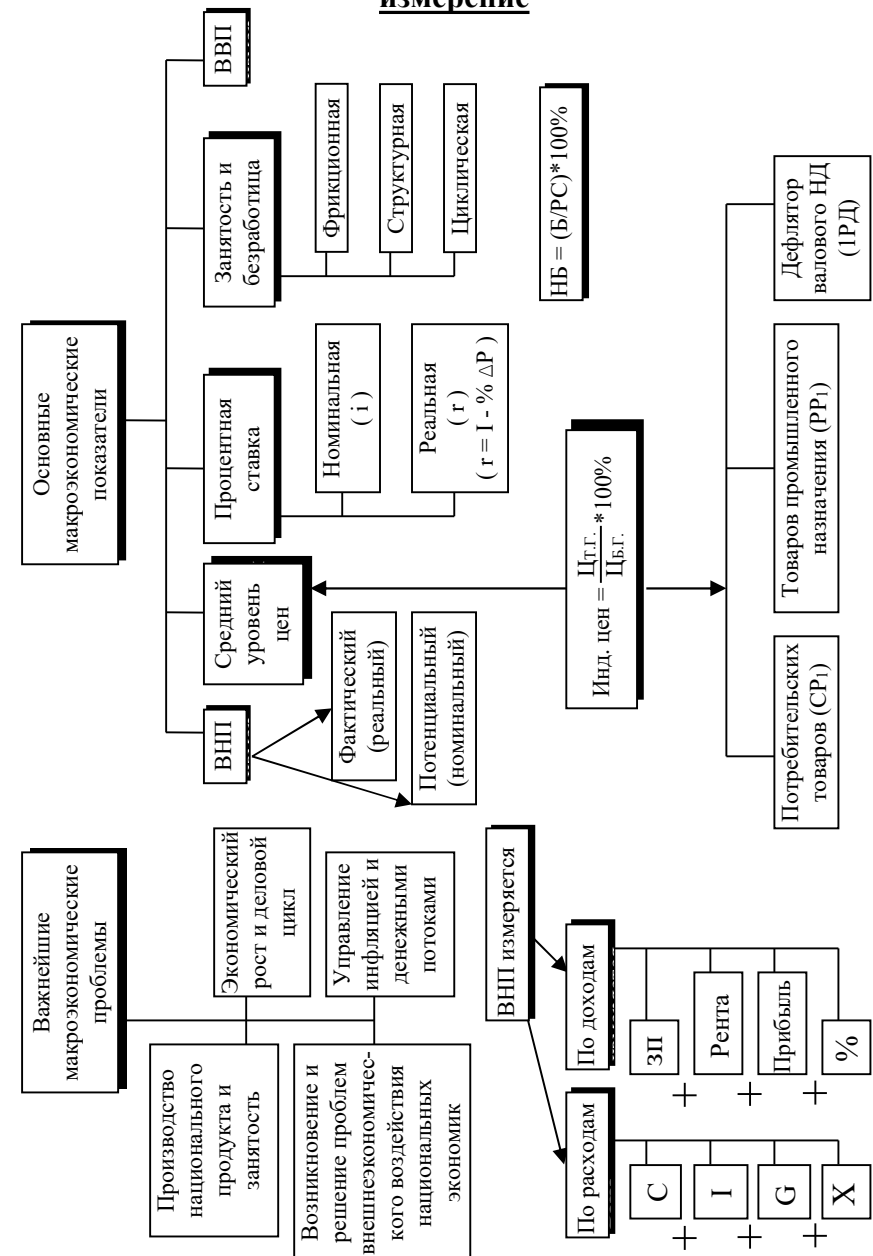 измерение
Важнейшие
макроэкономические
проблемы
Производство
национального
продукта и
занятость
Экономический
рост и деловой
цикл
Возникновение и
решение проблем
внешнеэкономичес-
кого воздействия
национальных
экономик
Управление
инфляцией и
денежными
потоками
ВНП измеряется
По расходам
По доходам
C
+
I
+
G
+
X
ЗП
+
Рента
+
Прибыль
+
%
Основные
макроэкономические
показатели
ВНП
Средний
уровень
цен
Процентная
ставка
Занятость и
безработица
ВВП
Фактический
(реальный)
Потенциальный
(номинальный)
Номинальная
( i )
Реальная
( r )
( r = I - % △P )
Фрикционная
Структурная
Циклическая
НБ = (Б/РС)*100%
Инд. цен = Цт.г. / Цб.г. *100%
Потребительских
товаров (CP1)
Товаров промышленного
назначения (PP1)
Дефлятор
валового НД
(1РД)